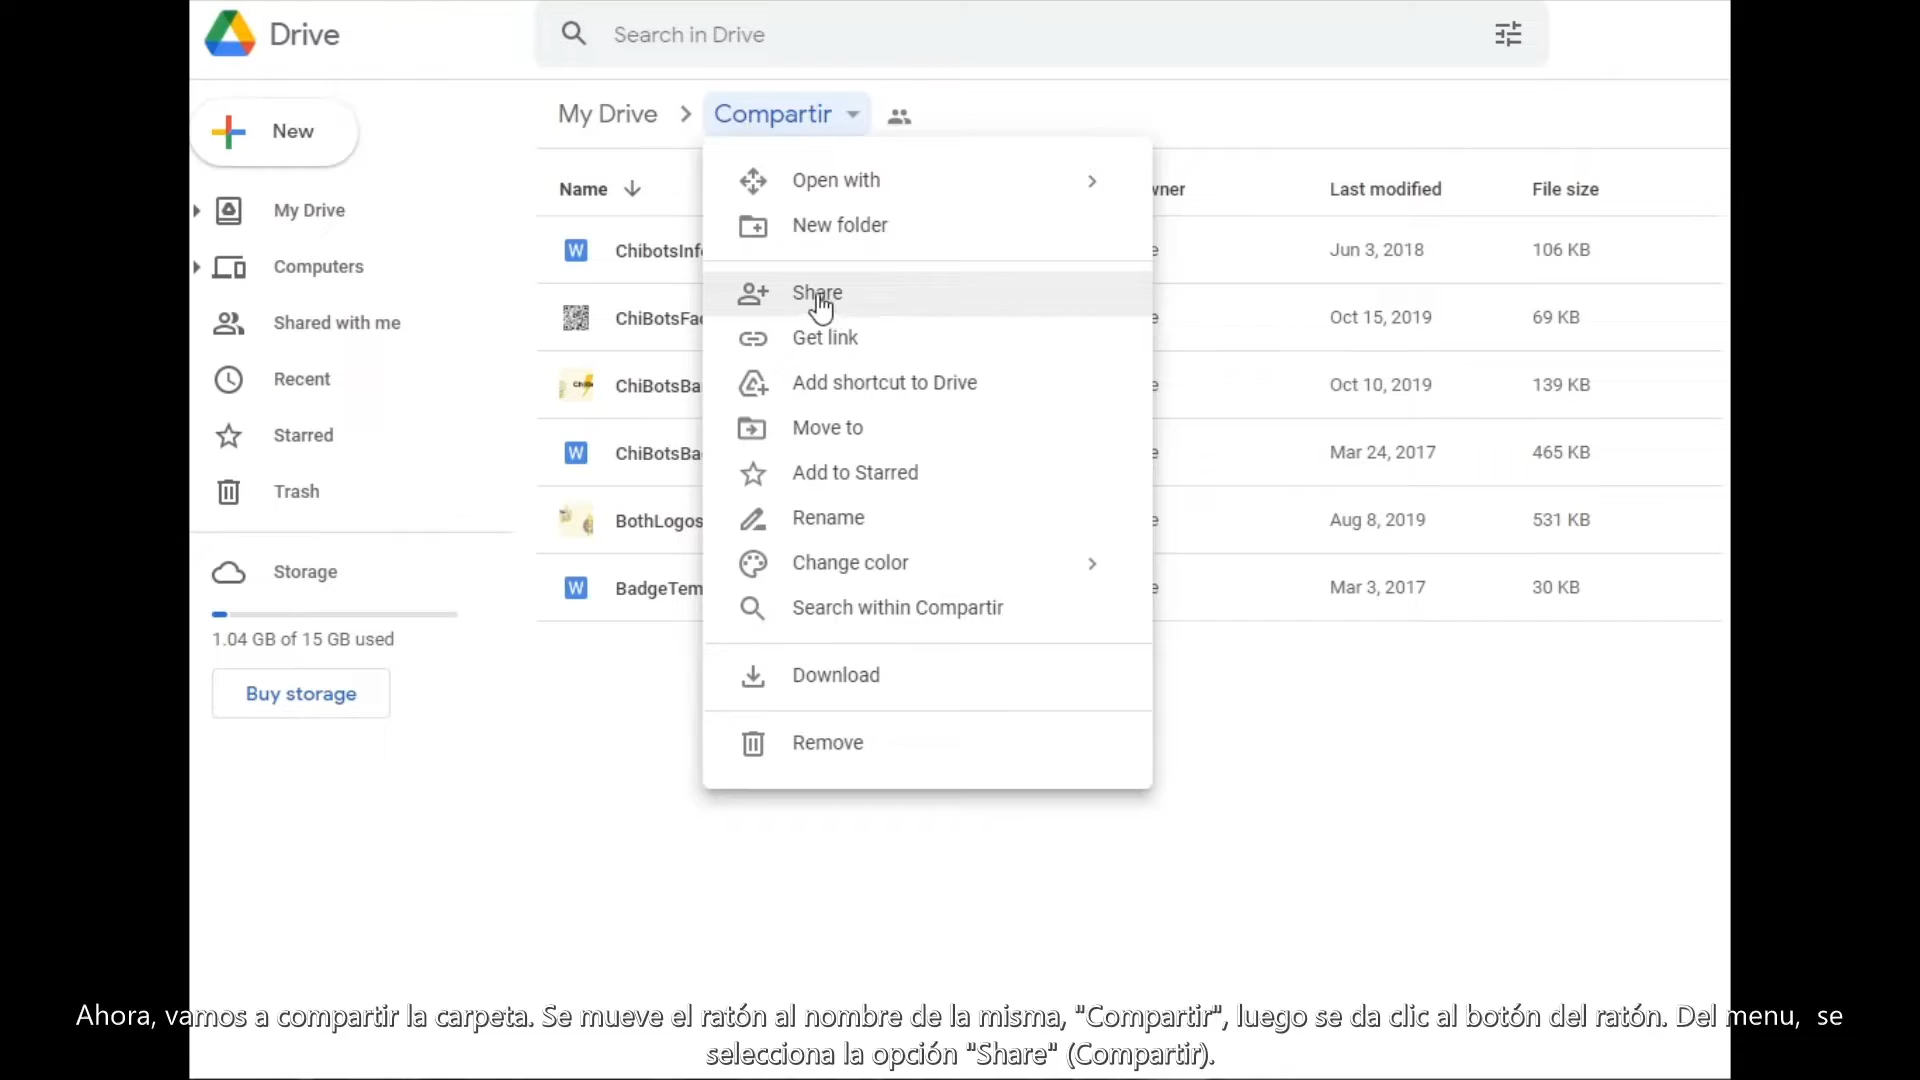 Drive
Search in Drive
New
My Drive > Compartir
Open with
New folder
Share
Get link
Add shortcut to Drive
Move to
Add to Starred
Rename
Change color
Search within Compartir
Download
Remove
My Drive
Computers
Shared with me
Recent
Starred
Trash
Storage
1.04 GB of 15 GB used
Buy storage
Name Last modified File size
Jun 3, 2018 106 KB
Oct 15, 2019 69 KB
Oct 10, 2019 139 KB
Mar 24, 2017 465 KB
BothLogos Aug 8, 2019 531 KB
Mar 3, 2017 30 KB
Ahora, vamos a compartir la carpeta. Se mueve el ratón al nombre de la misma, "Compartir", luego se da clic al botón del ratón. Del menu, se
selecciona la opción "Share" (Compartir).